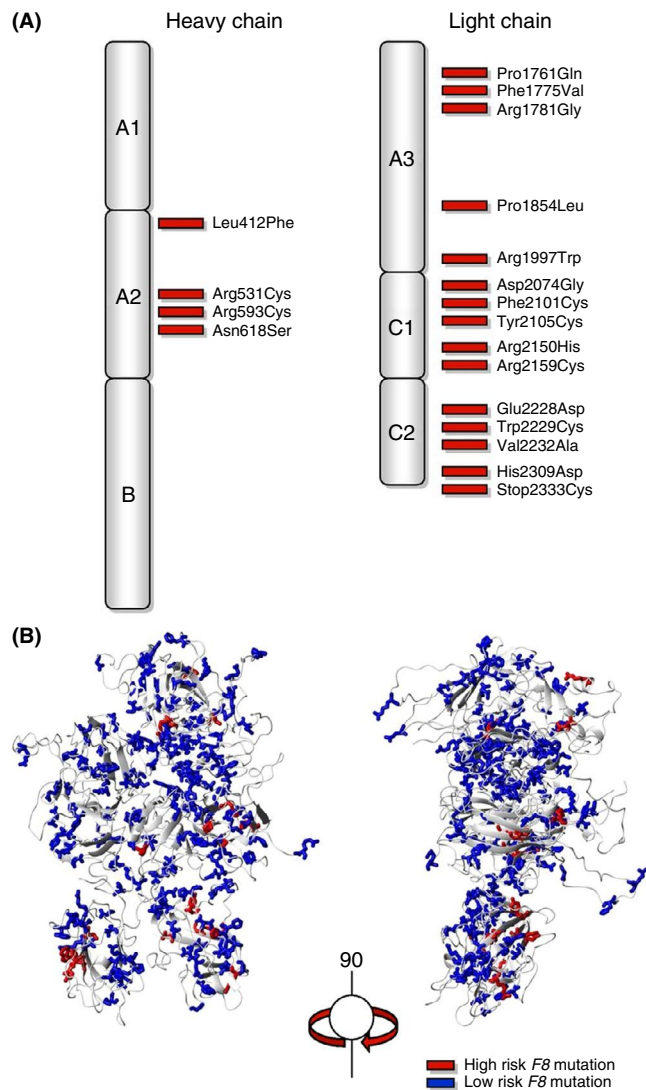 (A)
Heavy chain
Light chain
A1
A2
B
Leu412Phe
Arg531Cys
Arg593Cys
Asn618Ser
A3
C1
C2
Pro1761Gln
Phe1775Val
Arg1781Gly
Pro1854Leu
Arg1997Trp
Asp2074Gly
Phe2101Cys
Tyr2105Cys
Arg2150His
Arg2159Cys
Glu2228Asp
Trp2229Cys
Val2232Ala
His2309Asp
Stop2333Cys
(B)
90
High risk F8 mutation
Low risk F8 mutation